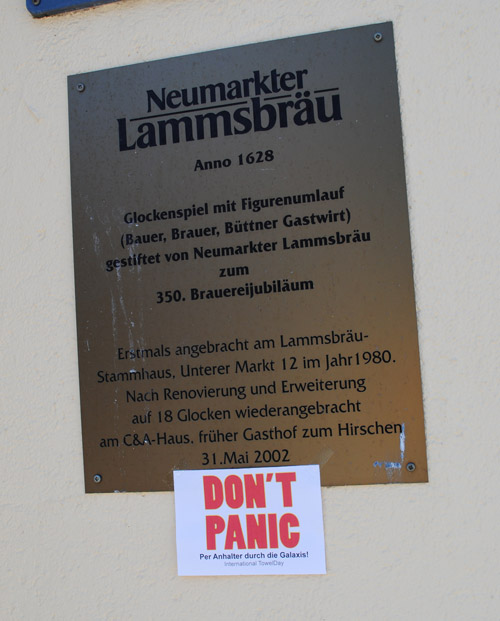 Neumarkter
Lammsbräu
Anno 1628
Glockenspiel mit Figurenumlauf
(Bauer, Brauer, Büttner Gastwirt)
gestiftet von Neumarkter Lammsbräu
zum
350. Brauereijubiläum
Erstmals angebracht am Lammsbräu-
Stammhaus, Unterer Markt 12 im Jahr1980.
Nach Renovierung und Erweiterung
auf 18 Glocken wiederangebracht
am C&A-Haus, früher Gasthof zum Hirschen
31.Mai 2002
DON'T
PANIC
Per Anhalter durch die Galaxis!
International TowelDay